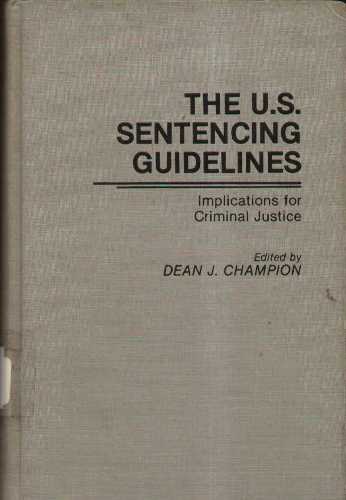 THE U.S.
SENTENCING
GUIDELINES
Implications for
Criminal Justice
Edited by
DEAN J. CHAMPION